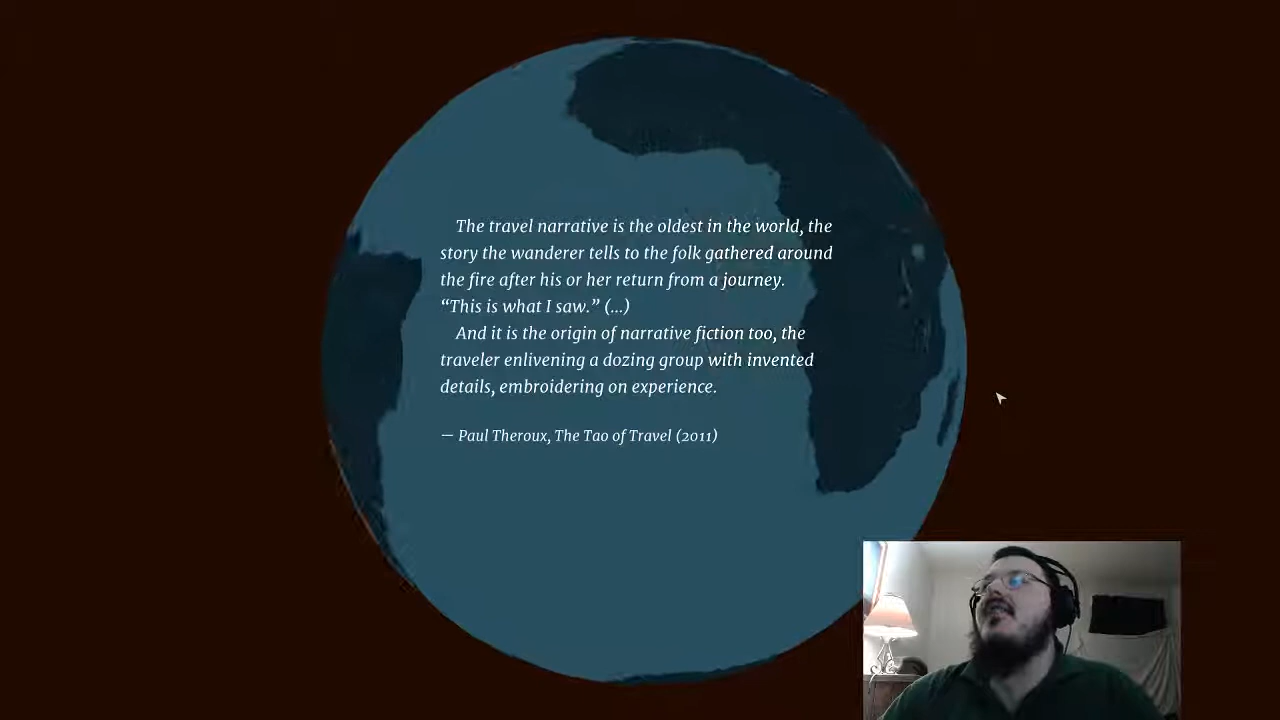 The travel narrative is the oldest in the world, the
story the wanderer tells to the folk gathered around
the fire after his or her return from a journey.
“This is what I saw.” (...)
And it is the origin of narrative fiction too, the
traveler enlivening a dozing group with invented
details, embroidering on experience.
— Paul Theroux, The Tao of Travel (2011)